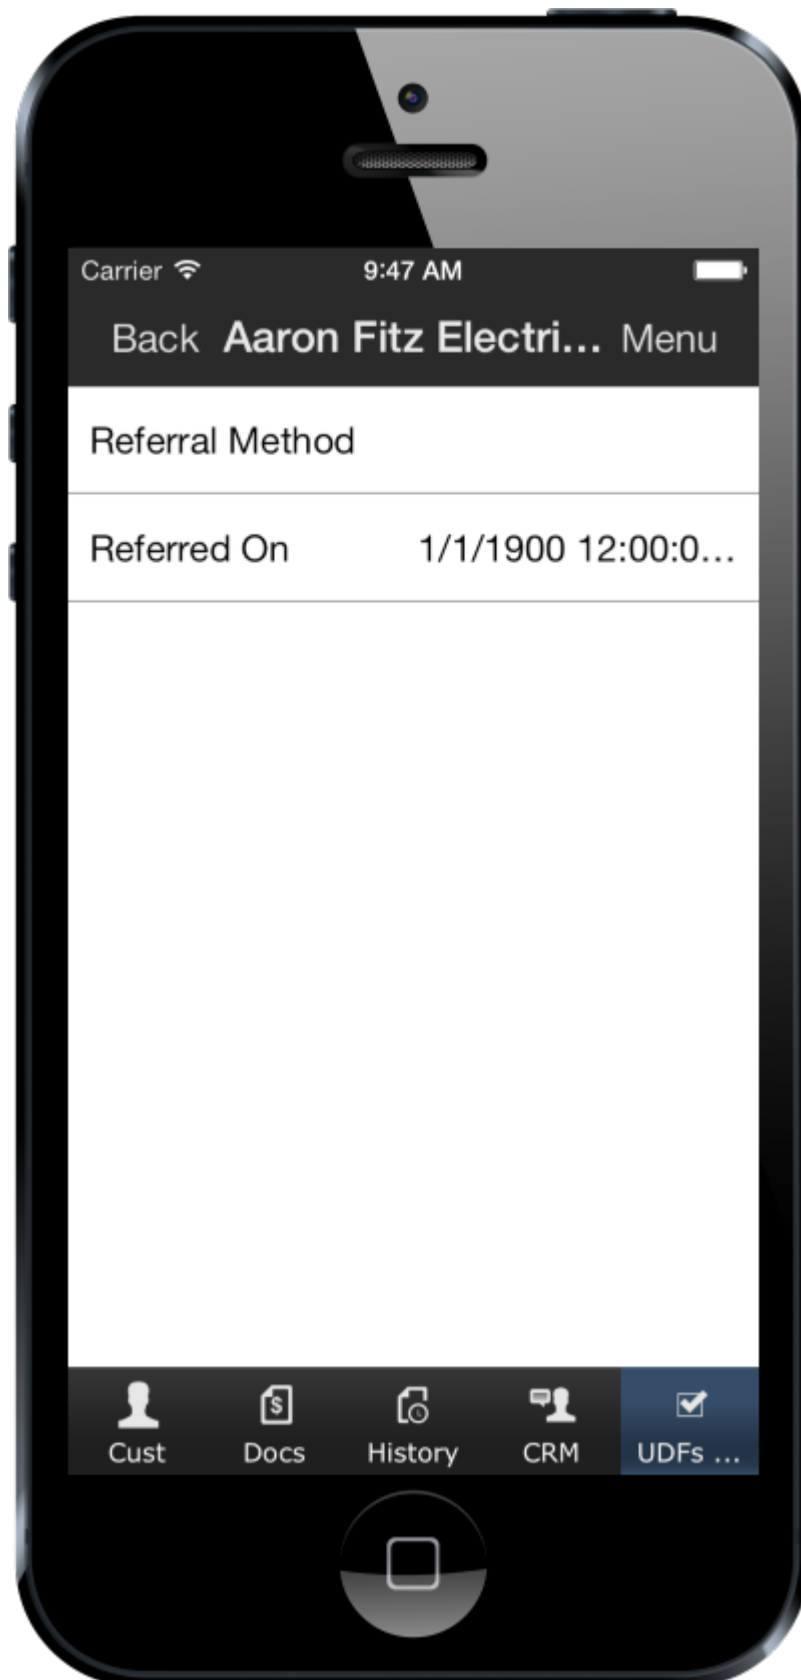 Carrier 9:47 AM
Back Aaron Fitz Electri... Menu
Referral Method
Referred On 1/1/1900 12:00:0...
Cust Docs History CRM UDFs ...